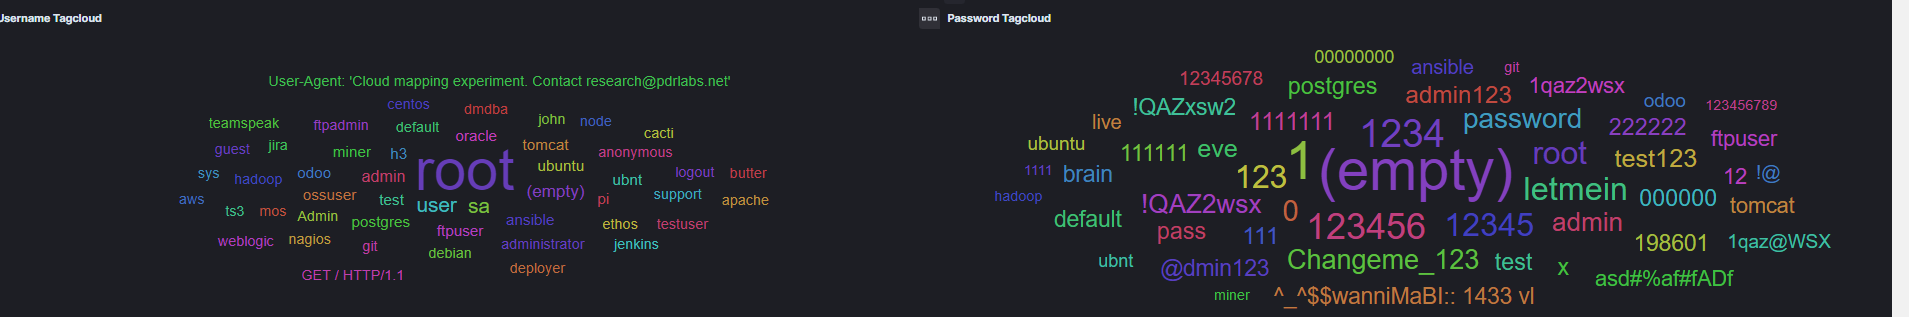 Username Tagcloud
User-Agent: 'Cloud mapping experiment. Contact research@pdrlabs.net'
centos dmdba
teamspeak ftpadmin default oracle john node cacti
guest jira miner h3 root tomcat anonymous
sys hadoop odoo admin ubuntu ubnt logout butter
aws ossuser test user sa (empty) pi support apache
ts3 mos Admin postgres ftpuser ansible ethos testuser
weblogic nagios git debian administrator jenkins
GET / HTTP/1.1 deployer
Password Tagcloud
00000000 ansible git
12345678 postgres admin123 1qaz2wsx
!QAZxsw2 odoo 123456789
live 1111111 1234 password 222222 ftpuser
ubuntu 111111 eve 1 root test123
1111 brain 123 (empty) letmein 12 !@
hadoop !QAZ2wsx 0 000000 tomcat
default pass 111 123456 12345 admin 198601 1qaz@WSX
ubnt @dmin123 Changeme_123 test x asd#%af#fADf
miner ^_^$$wanniMaBI:: 1433 vl